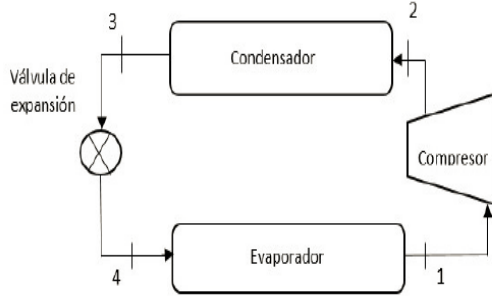 3
2
Condensador
Válvula de
expansión
Compresor
Evaporador
4
1